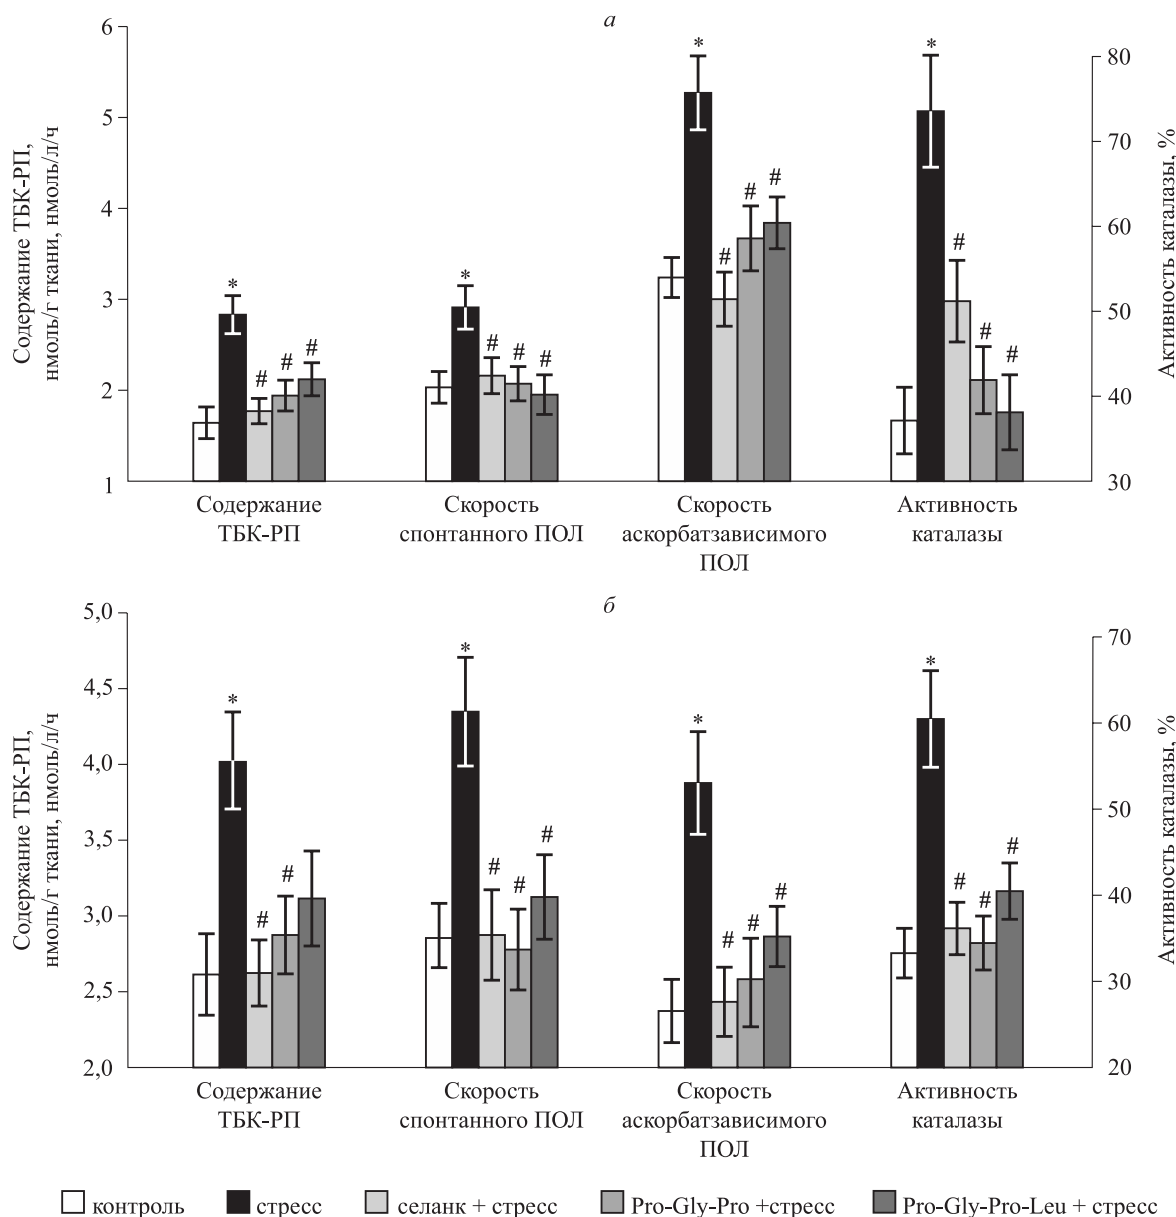 а
Содержание ТБК-РП,
нмоль/г ткани, нмоль/л/ч
6
5
4
3
2
1
* # # #
* # # #
* # # #
* # # #
80
70
60
50
40
30
Активность каталазы, %
Содержание
ТБК-РП
Скорость
спонтанного ПОЛ
Скорость
аскорбатзависимого
ПОЛ
Активность
каталазы
б
Содержание ТБК-РП,
нмоль/г ткани, нмоль/л/ч
5,0
4,5
4,0
3,5
3,0
2,5
2,0
* # #
* # # #
* # # #
* # # #
70
60
50
40
30
20
Активность каталазы, %
Содержание
ТБК-РП
Скорость
спонтанного ПОЛ
Скорость
аскорбатзависимого
ПОЛ
Активность
каталазы
контроль стресс селанк + стресс Pro-Gly-Pro +стресс Pro-Gly-Pro-Leu + стресс